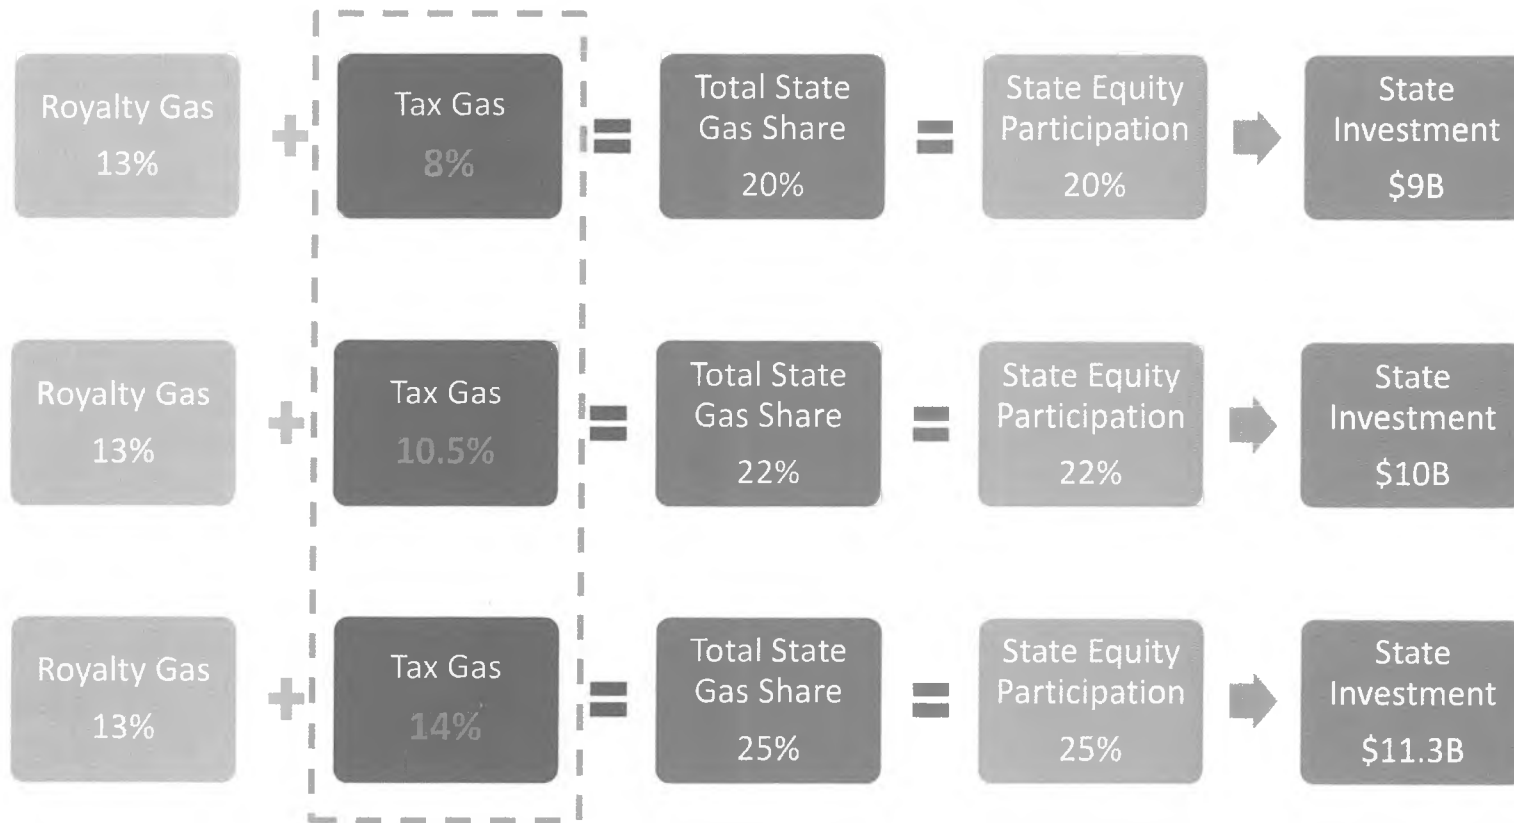 Royalty Gas
13%
+
Tax Gas
8%
=
Total State
Gas Share
20%
=
State Equity
Participation
20%
State
Investment
$9B
Royalty Gas
13%
+
Tax Gas
10.5%
=
Total State
Gas Share
22%
=
State Equity
Participation
22%
State
Investment
$10B
Royalty Gas
13%
+
Tax Gas
14%
=
Total State
Gas Share
25%
=
State Equity
Participation
25%
State
Investment
$11.3B